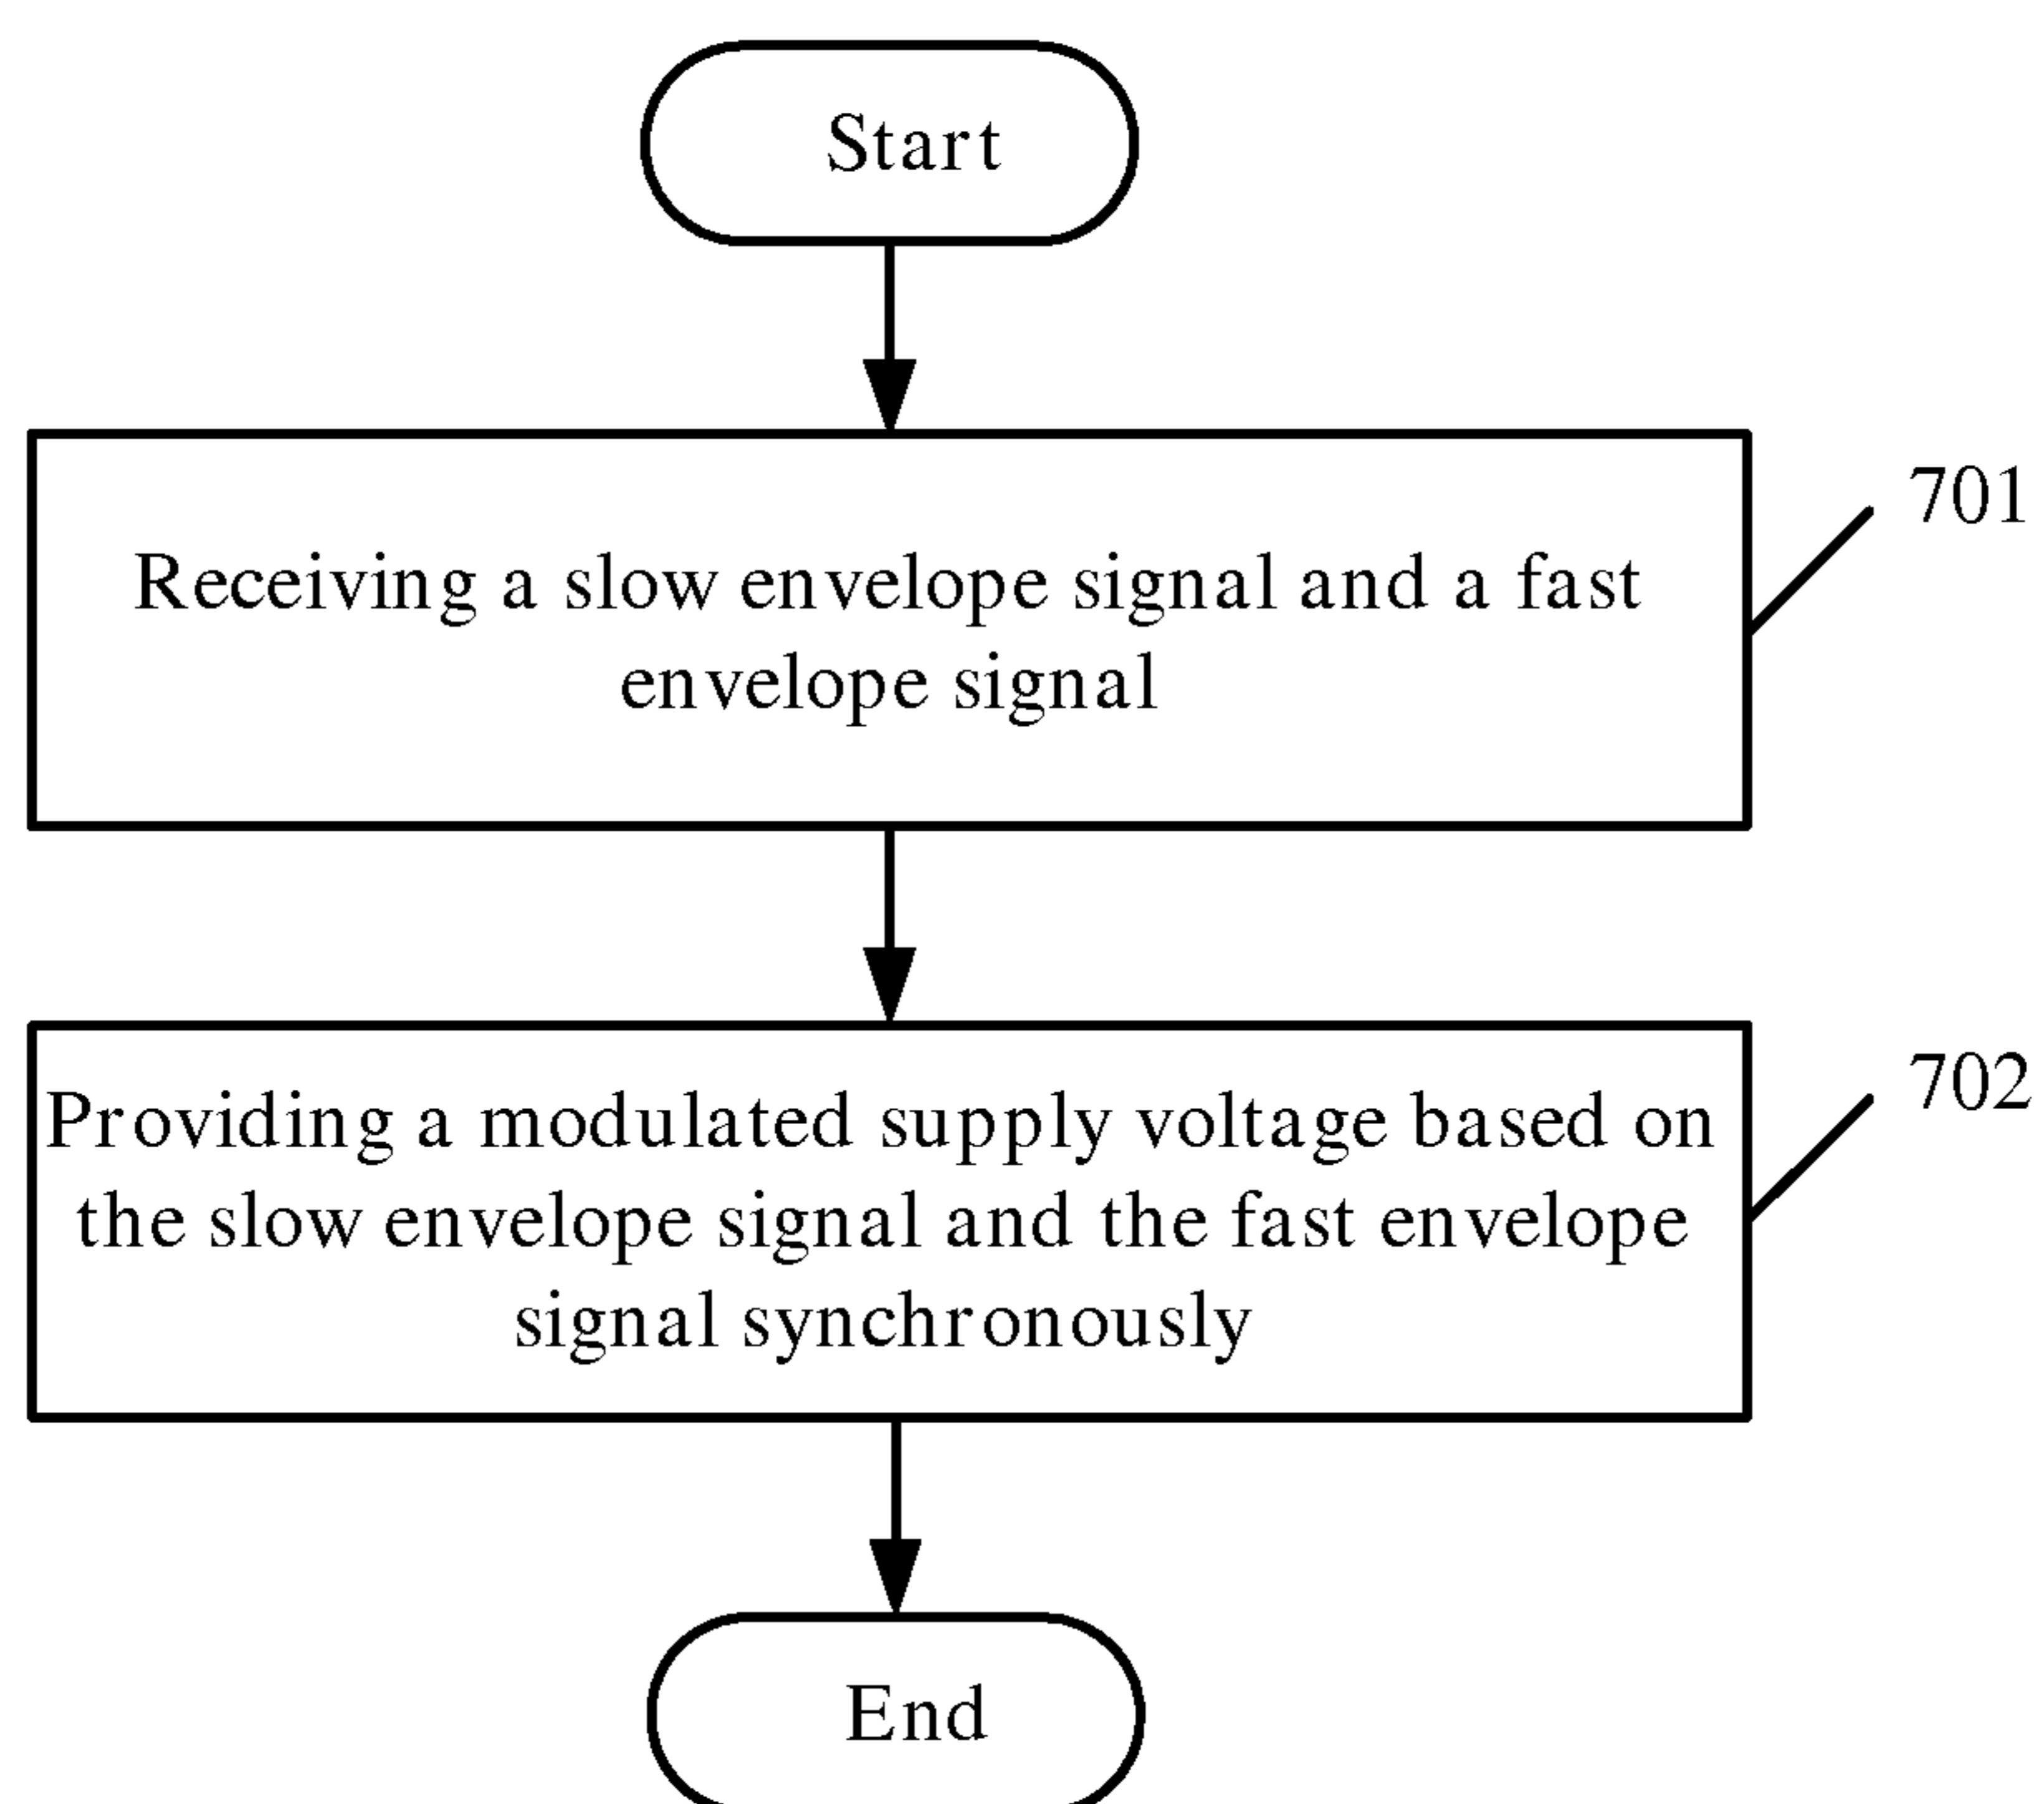 Start
701
Receiving a slow envelope signal and a fast
envelope signal
702
Providing a modulated supply voltage based on
the slow envelope signal and the fast envelope
signal synchronously
End